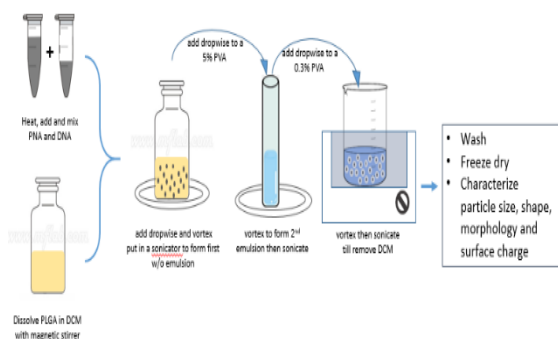 add dropwise to a
5% PVA
add dropwise to a
0.3% PVA
+
Heat, add and mix
PNA and DNA
add dropwise and vortex
put in a sonicator to form first
w/o emulsion
vortex to form 2nd
emulsion then sonicate
vortex then sonicate
till remove DCM
Dissolve PLGA in DCM
with magnetic stirrer
• Wash
• Freeze dry
• Characterize
particle size, shape,
morphology and
surface charge